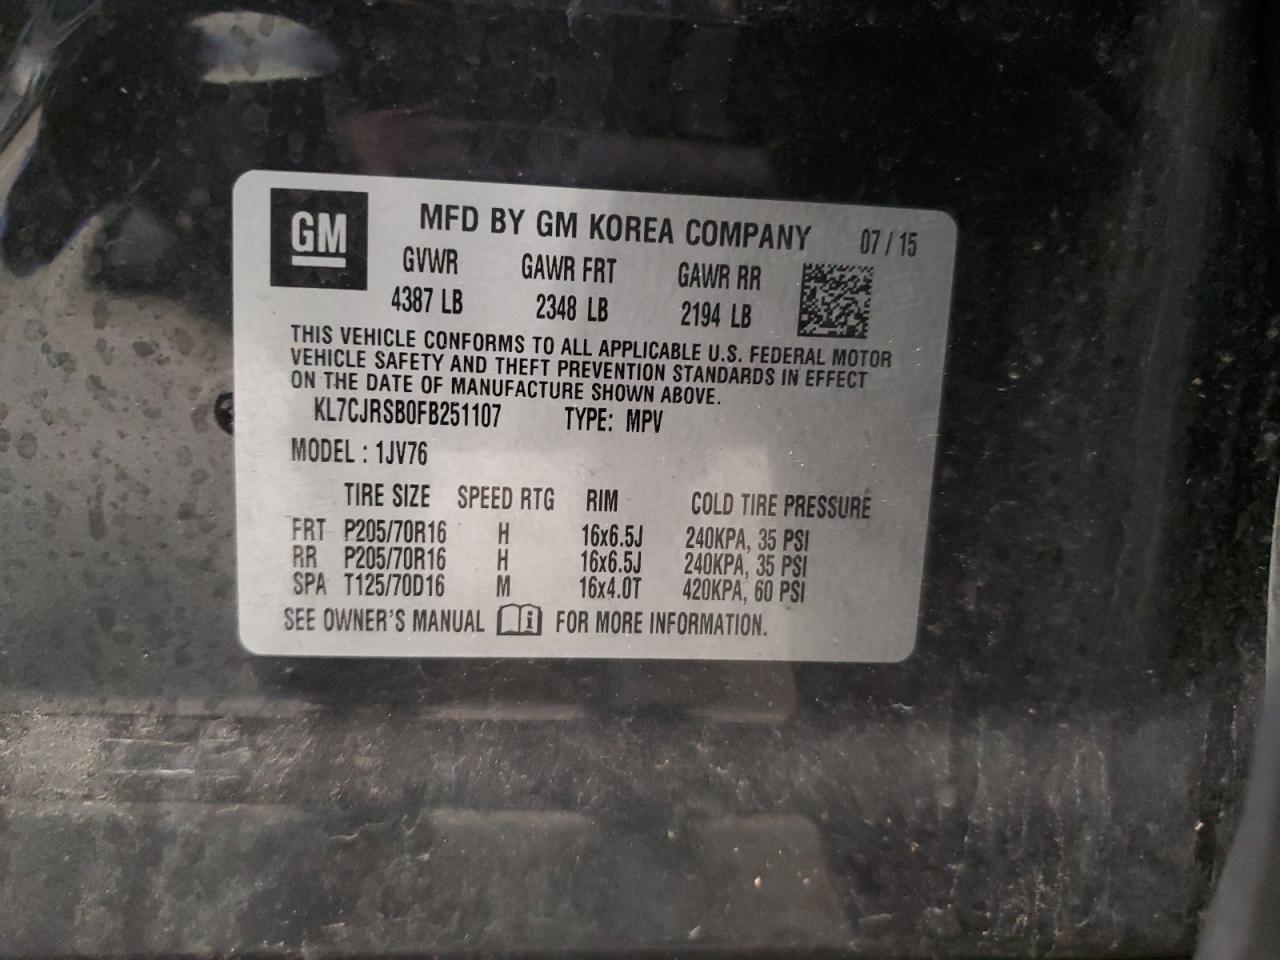 GM MFD BY GM KOREA COMPANY 07 / 15
GVWR GAWR FRT GAWR RR
4387 LB 2348 LB 2194 LB
THIS VEHICLE CONFORMS TO ALL APPLICABLE U.S. FEDERAL MOTOR
VEHICLE SAFETY AND THEFT PREVENTION STANDARDS IN EFFECT
ON THE DATE OF MANUFACTURE SHOWN ABOVE.
KL7CJRSB0FB251107 TYPE: MPV
MODEL : 1JV76
TIRE SIZE SPEED RTG RIM COLD TIRE PRESSURE
FRT P205/70R16 H 16x6.5J 240KPA, 35 PSI
RR P205/70R16 H 16x6.5J 240KPA, 35 PSI
SPA T125/70D16 M 16x4.0T 420KPA, 60 PSI
SEE OWNER'S MANUAL i FOR MORE INFORMATION.